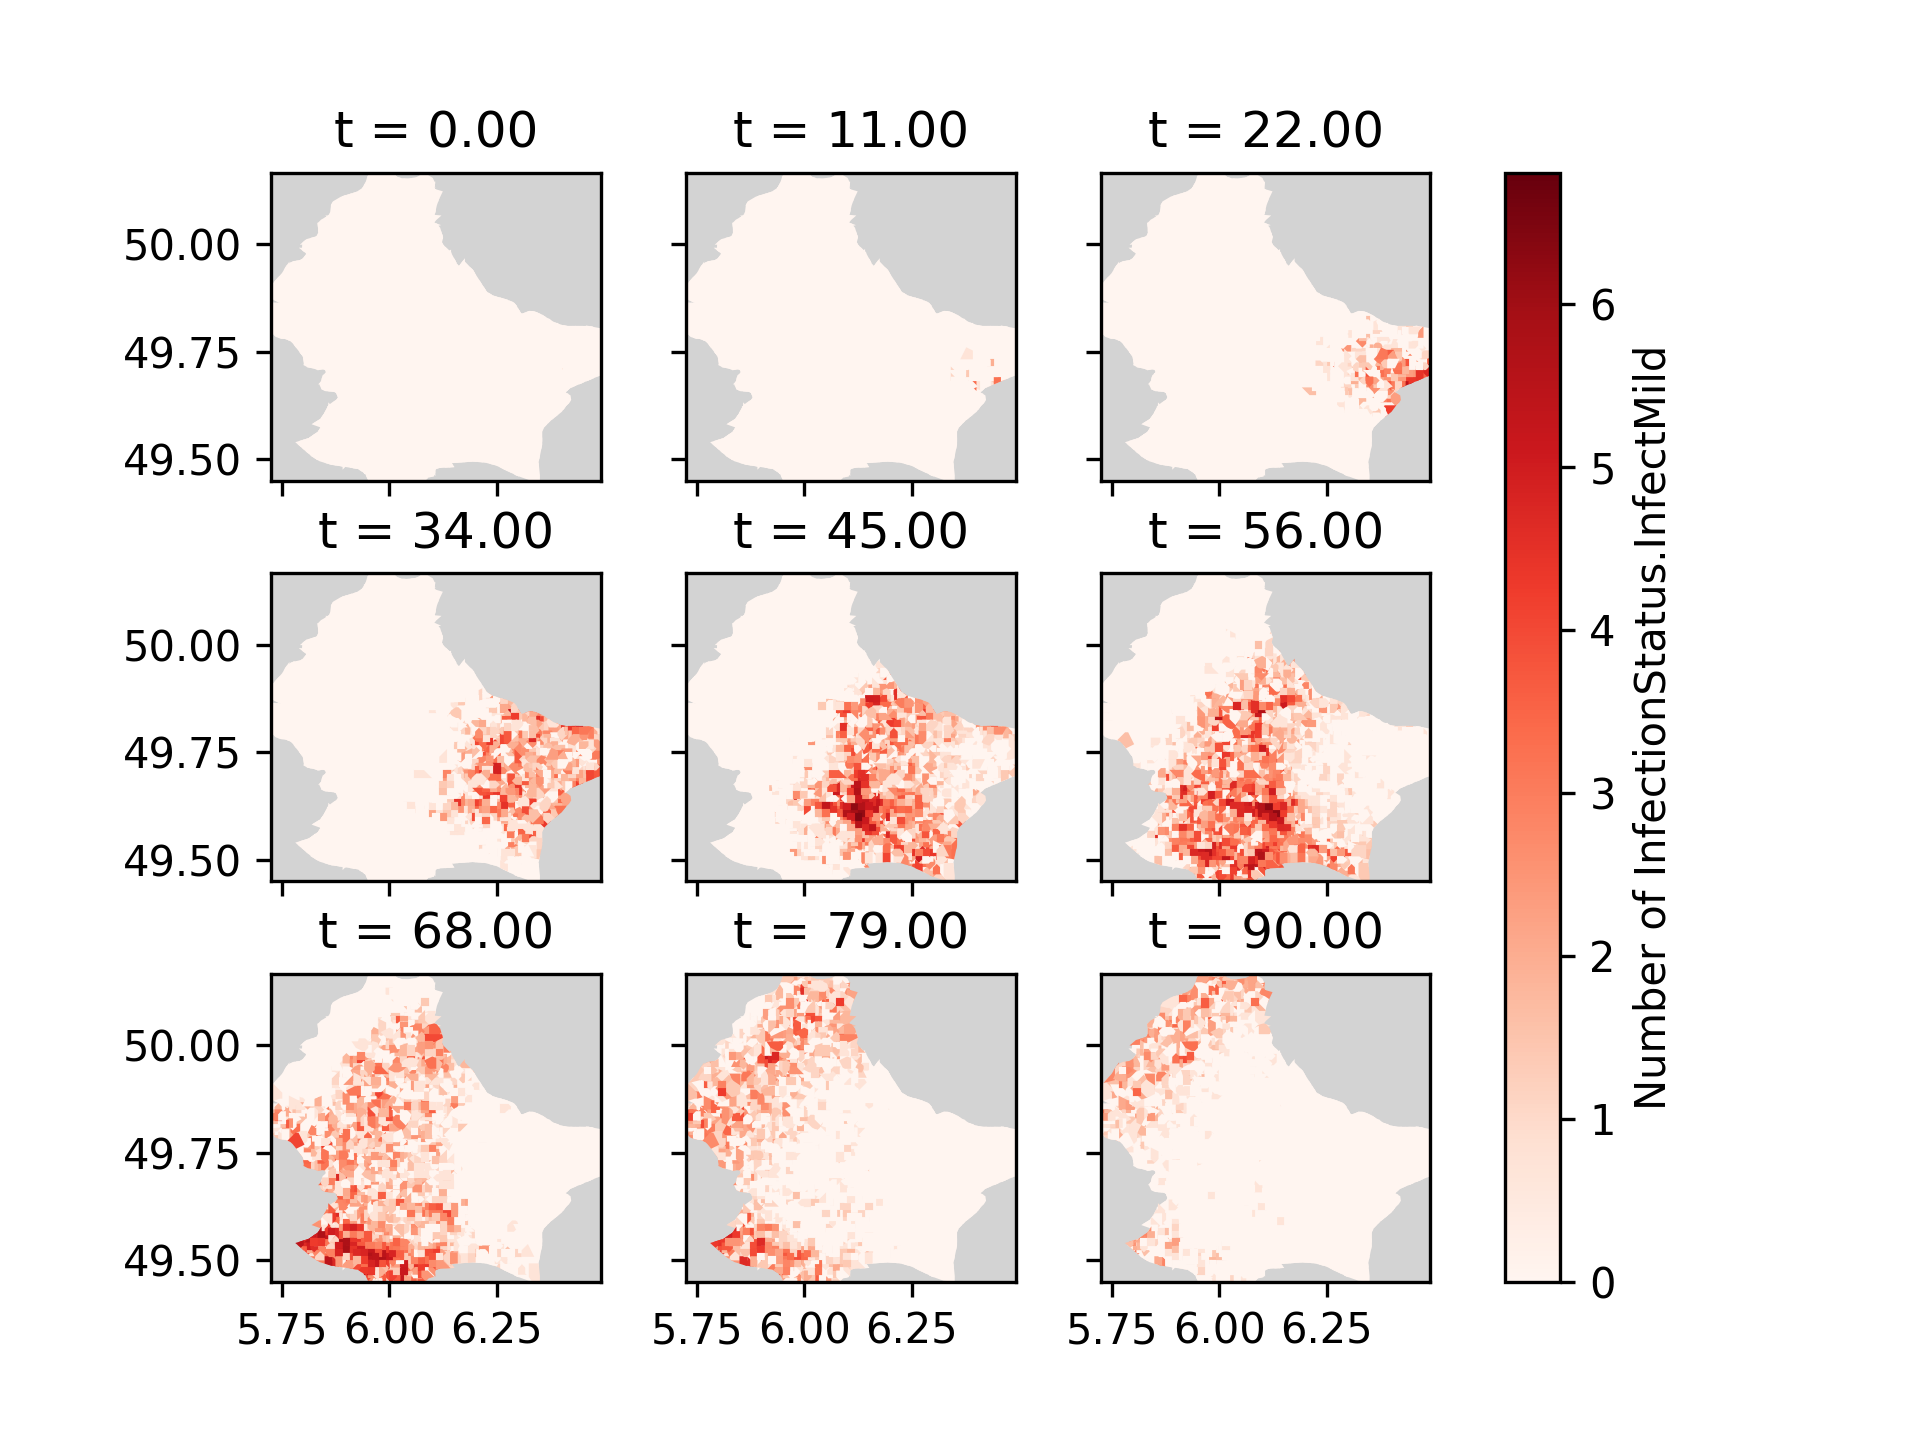 t = 0.00
t = 11.00
t = 22.00
50.00
49.75
49.50
t = 34.00
t = 45.00
t = 56.00
50.00
49.75
49.50
t = 68.00
t = 79.00
t = 90.00
50.00
49.75
49.50
5.75 6.00 6.25
5.75 6.00 6.25
5.75 6.00 6.25
6
5
4
3
2
1
0
Number of InfectionStatus.InfectMild